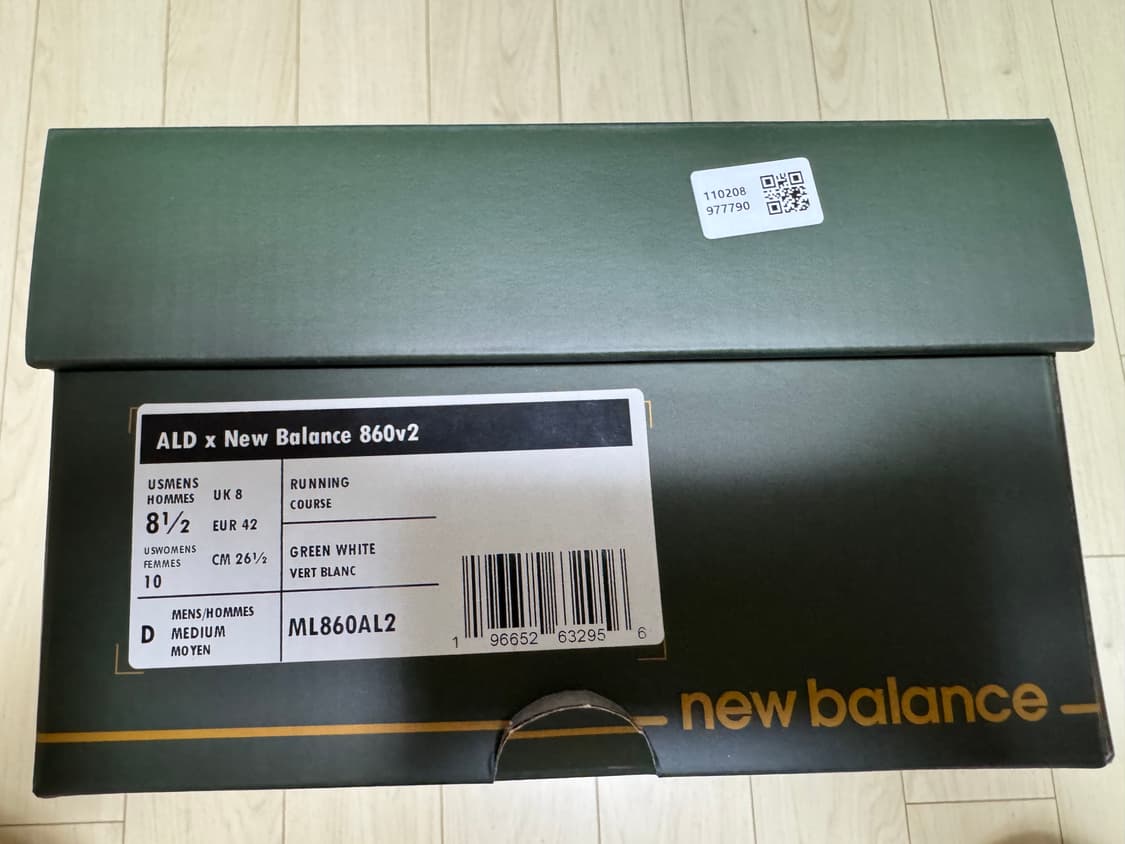 110208
977790
ALD x New Balance 860v2
USMENS
HOMMES
8½
UK 8
EUR 42
USWOMENS
FEMMES
10
CM 26½
RUNNING
COURSE
GREEN WHITE
VERT BLANC
D
MENS/HOMMES
MEDIUM
MOYEN
ML860AL2
1 96652 63295 6
new balance